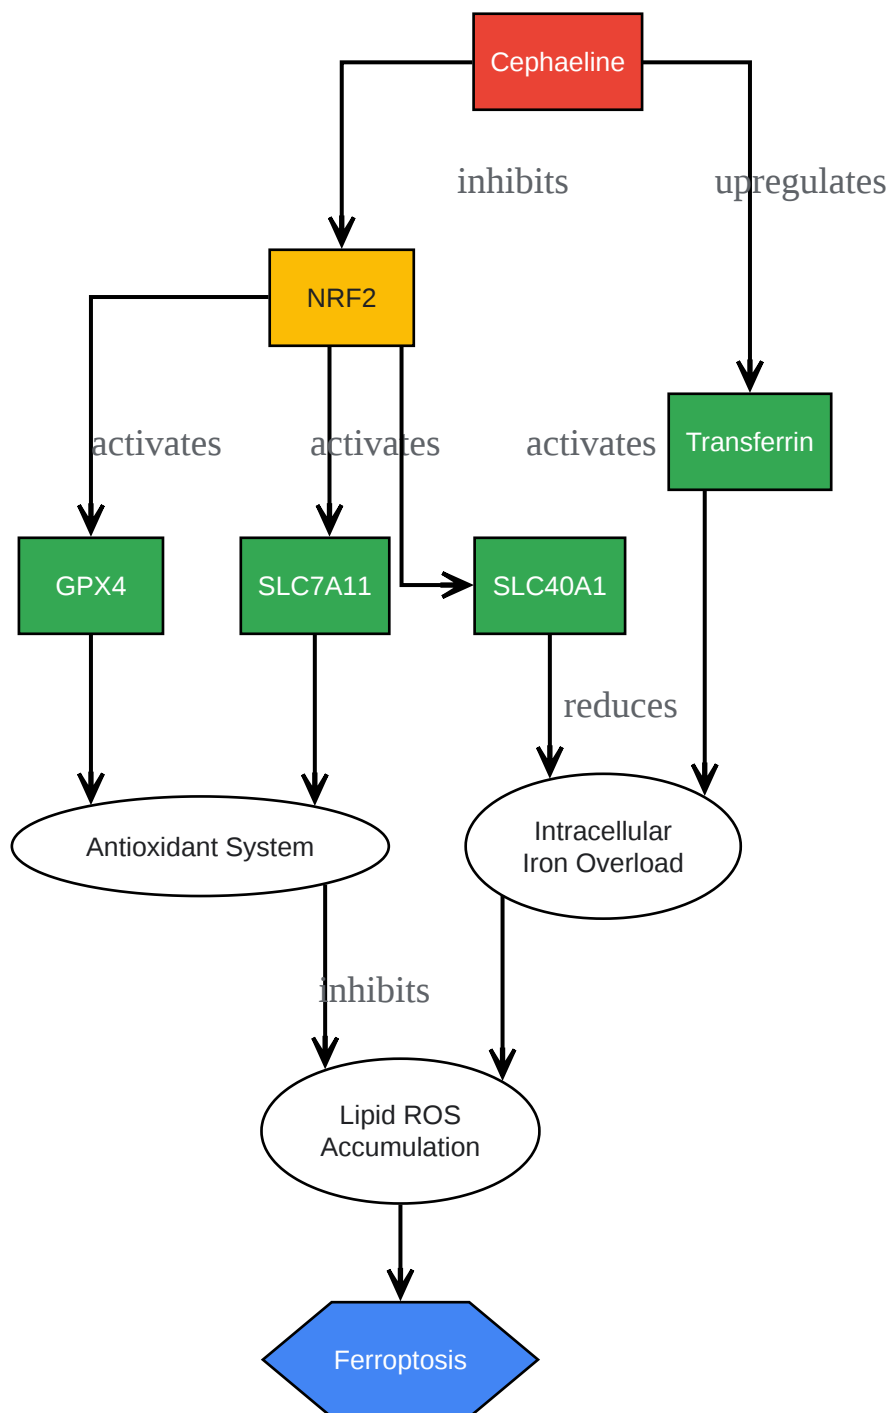 Cephaeline
inhibits
upregulates
NRF2
activates
activates
activates
Transferrin
GPX4
SLC7A11
SLC40A1
reduces
Antioxidant System
Intracellular
Iron Overload
inhibits
Lipid ROS
Accumulation
Ferroptosis